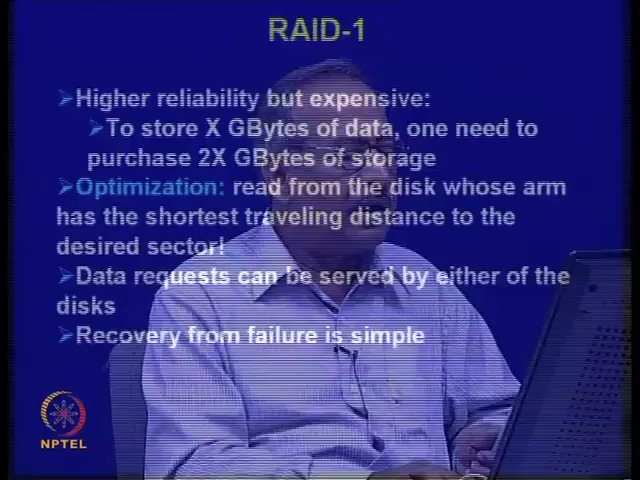 RAID-1
➢Higher reliability but expensive:
➢To store X GBytes of data, one need to
purchase 2X GBytes of storage
➢Optimization: read from the disk whose arm
has the shortest traveling distance to the
desired sector!
➢Data requests can be served by either of the
disks
➢Recovery from failure is simple
NPTEL